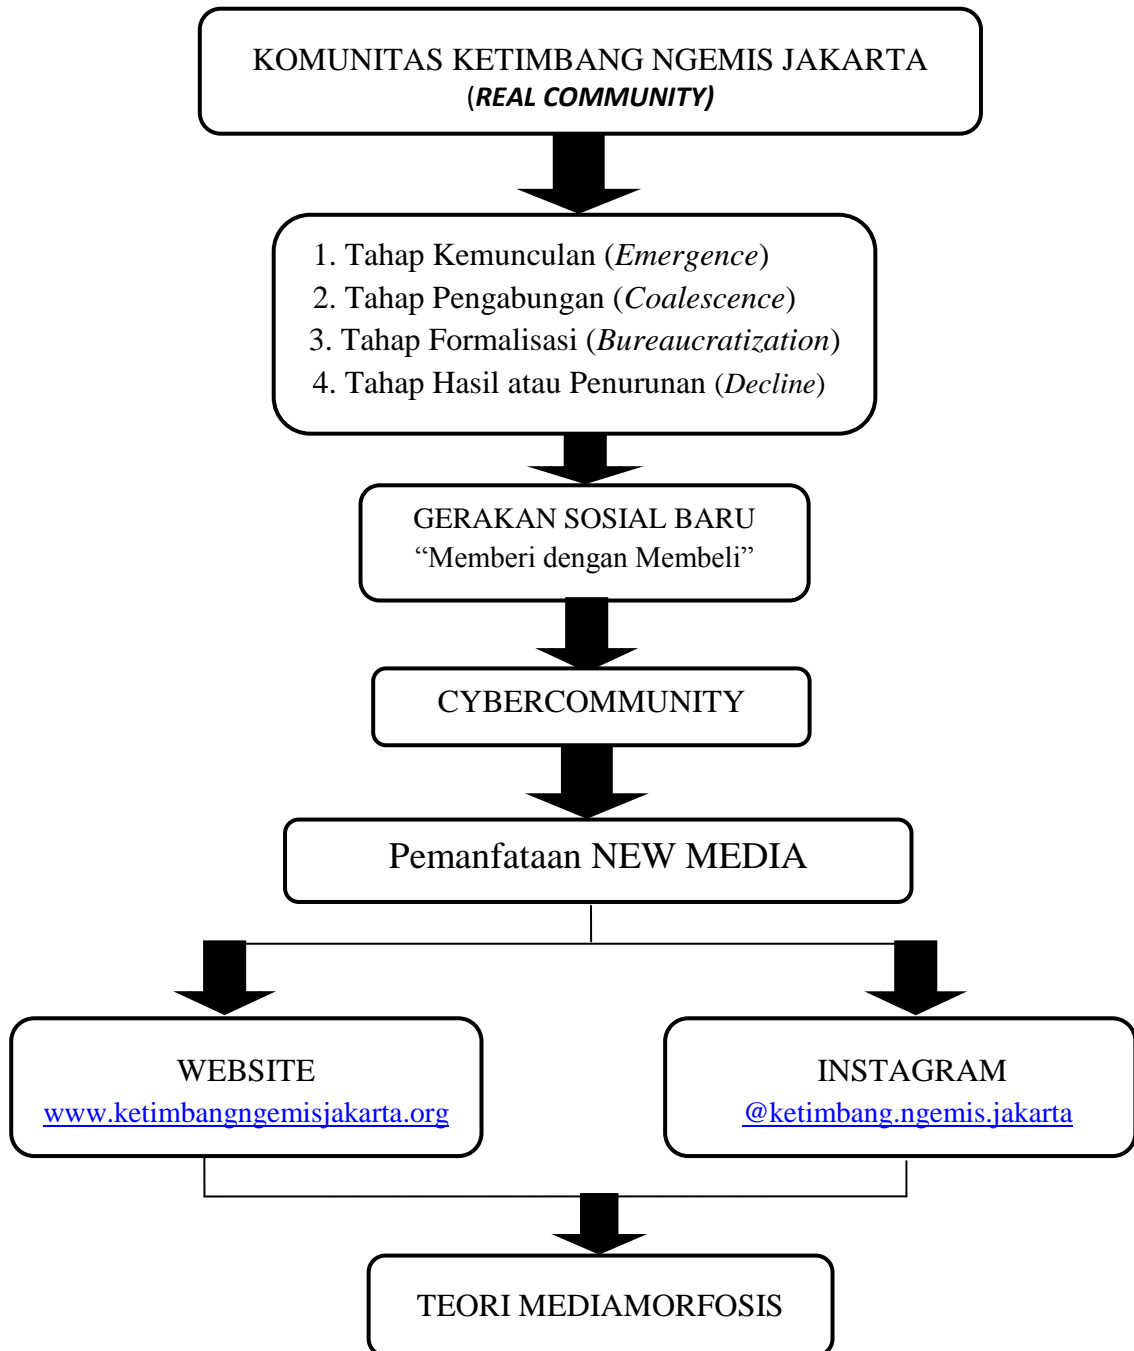 KOMUNITAS KETIMBANG NGEMIS JAKARTA
(REAL COMMUNITY)
1. Tahap Kemunculan (Emergence)
2. Tahap Pengabungan (Coalescence)
3. Tahap Formalisasi (Bureaucratization)
4. Tahap Hasil atau Penurunan (Decline)
GERAKAN SOSIAL BARU
“Memberi dengan Membeli”
CYBERCOMMUNITY
Pemanfataan NEW MEDIA
WEBSITE
www.ketimbangngemisjakarta.org
INSTAGRAM
@ketimbang.ngemis.jakarta
TEORI MEDIAMORFOSIS